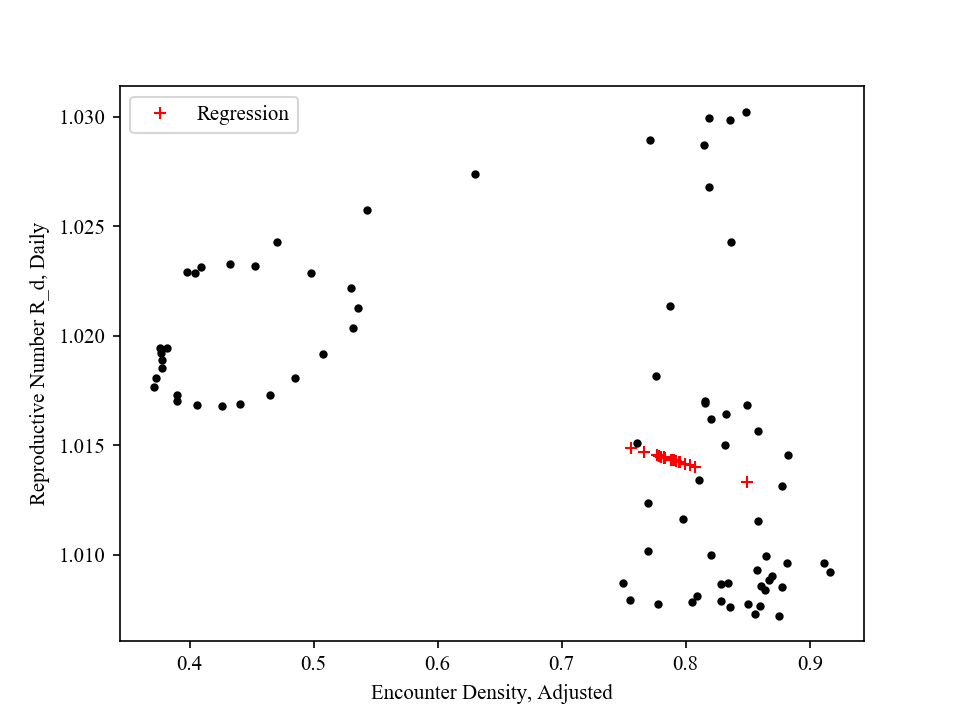 Regression
1.030
1.025
1.020
1.015
1.010
Reproductive Number R_d, Daily
0.4 0.5 0.6 0.7 0.8 0.9
Encounter Density, Adjusted